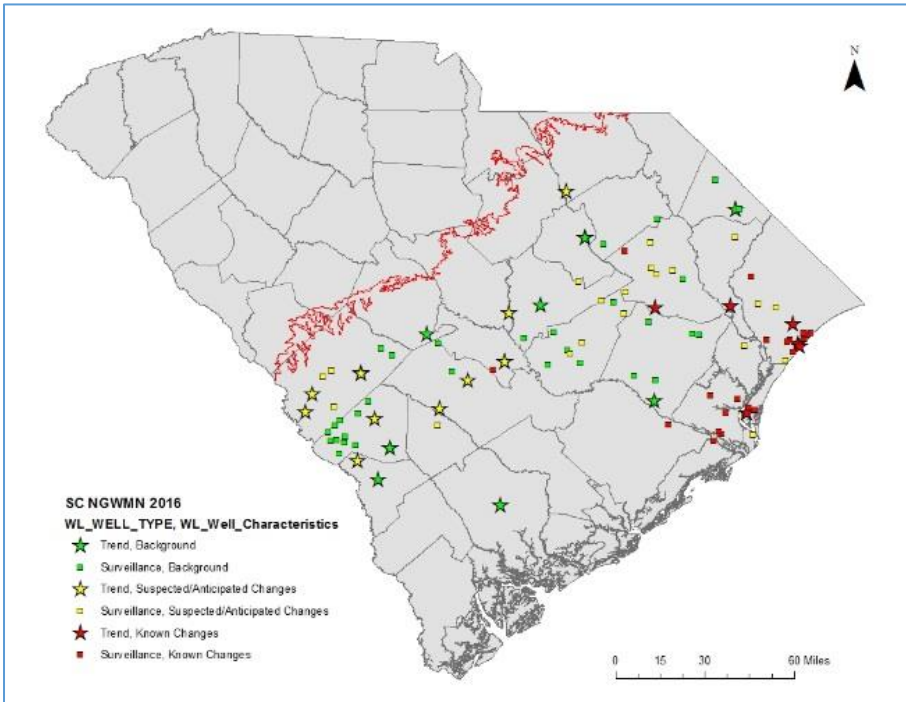 N
SC NGWMN 2016
WL_WELL_TYPE, WL_Well_Characteristics
Trend, Background
Surveillance, Background
Trend, Suspected/Anticipated Changes
Surveillance, Suspected/Anticipated Changes
Trend, Known Changes
Surveillance, Known Changes
0 15 30 60 Miles